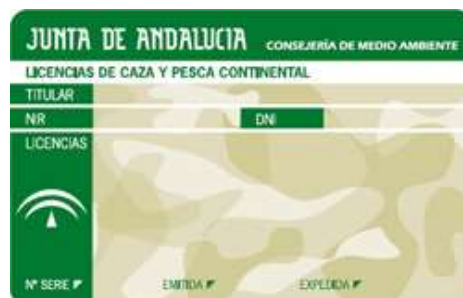 JUNTA DE ANDALUCIA CONSEJERÍA DE MEDIO AMBIENTE
LICENCIAS DE CAZA Y PESCA CONTINENTAL
TITULAR
NIR DNI
LICENCIAS
Nº SERIE EMITIDA EXPEDIDA